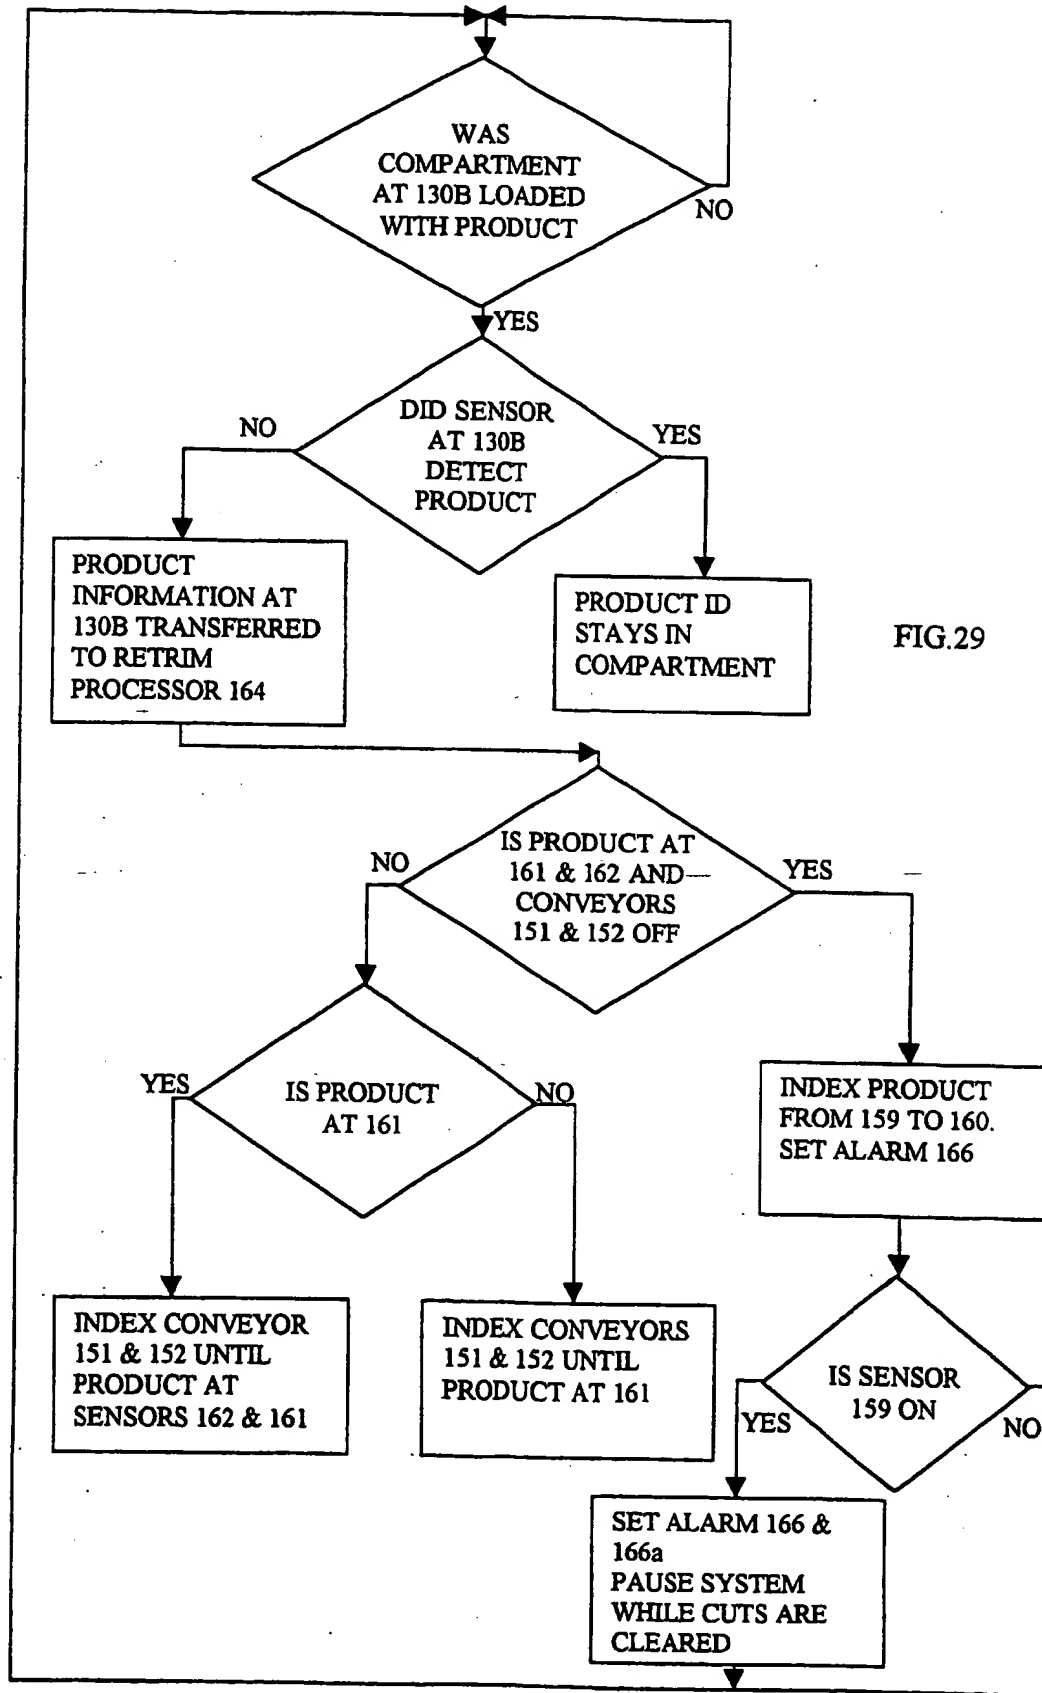 WAS
COMPARTMENT
AT 130B LOADED
WITH PRODUCT
NO
YES
DID SENSOR
AT 130B
DETECT
PRODUCT
NO
YES
PRODUCT
INFORMATION AT
130B TRANSFERRED
TO RETRIM
PROCESSOR 164
PRODUCT ID
STAYS IN
COMPARTMENT
FIG.29
IS PRODUCT AT
161 & 162 AND
CONVEYORS
151 & 152 OFF
NO
YES
IS PRODUCT
AT 161
YES
NO
INDEX PRODUCT
FROM 159 TO 160.
SET ALARM 166
INDEX CONVEYOR
151 & 152 UNTIL
PRODUCT AT
SENSORS 162 & 161
INDEX CONVEYORS
151 & 152 UNTIL
PRODUCT AT 161
IS SENSOR
159 ON
YES
NO
SET ALARM 166 &
166a
PAUSE SYSTEM
WHILE CUTS ARE
CLEARED